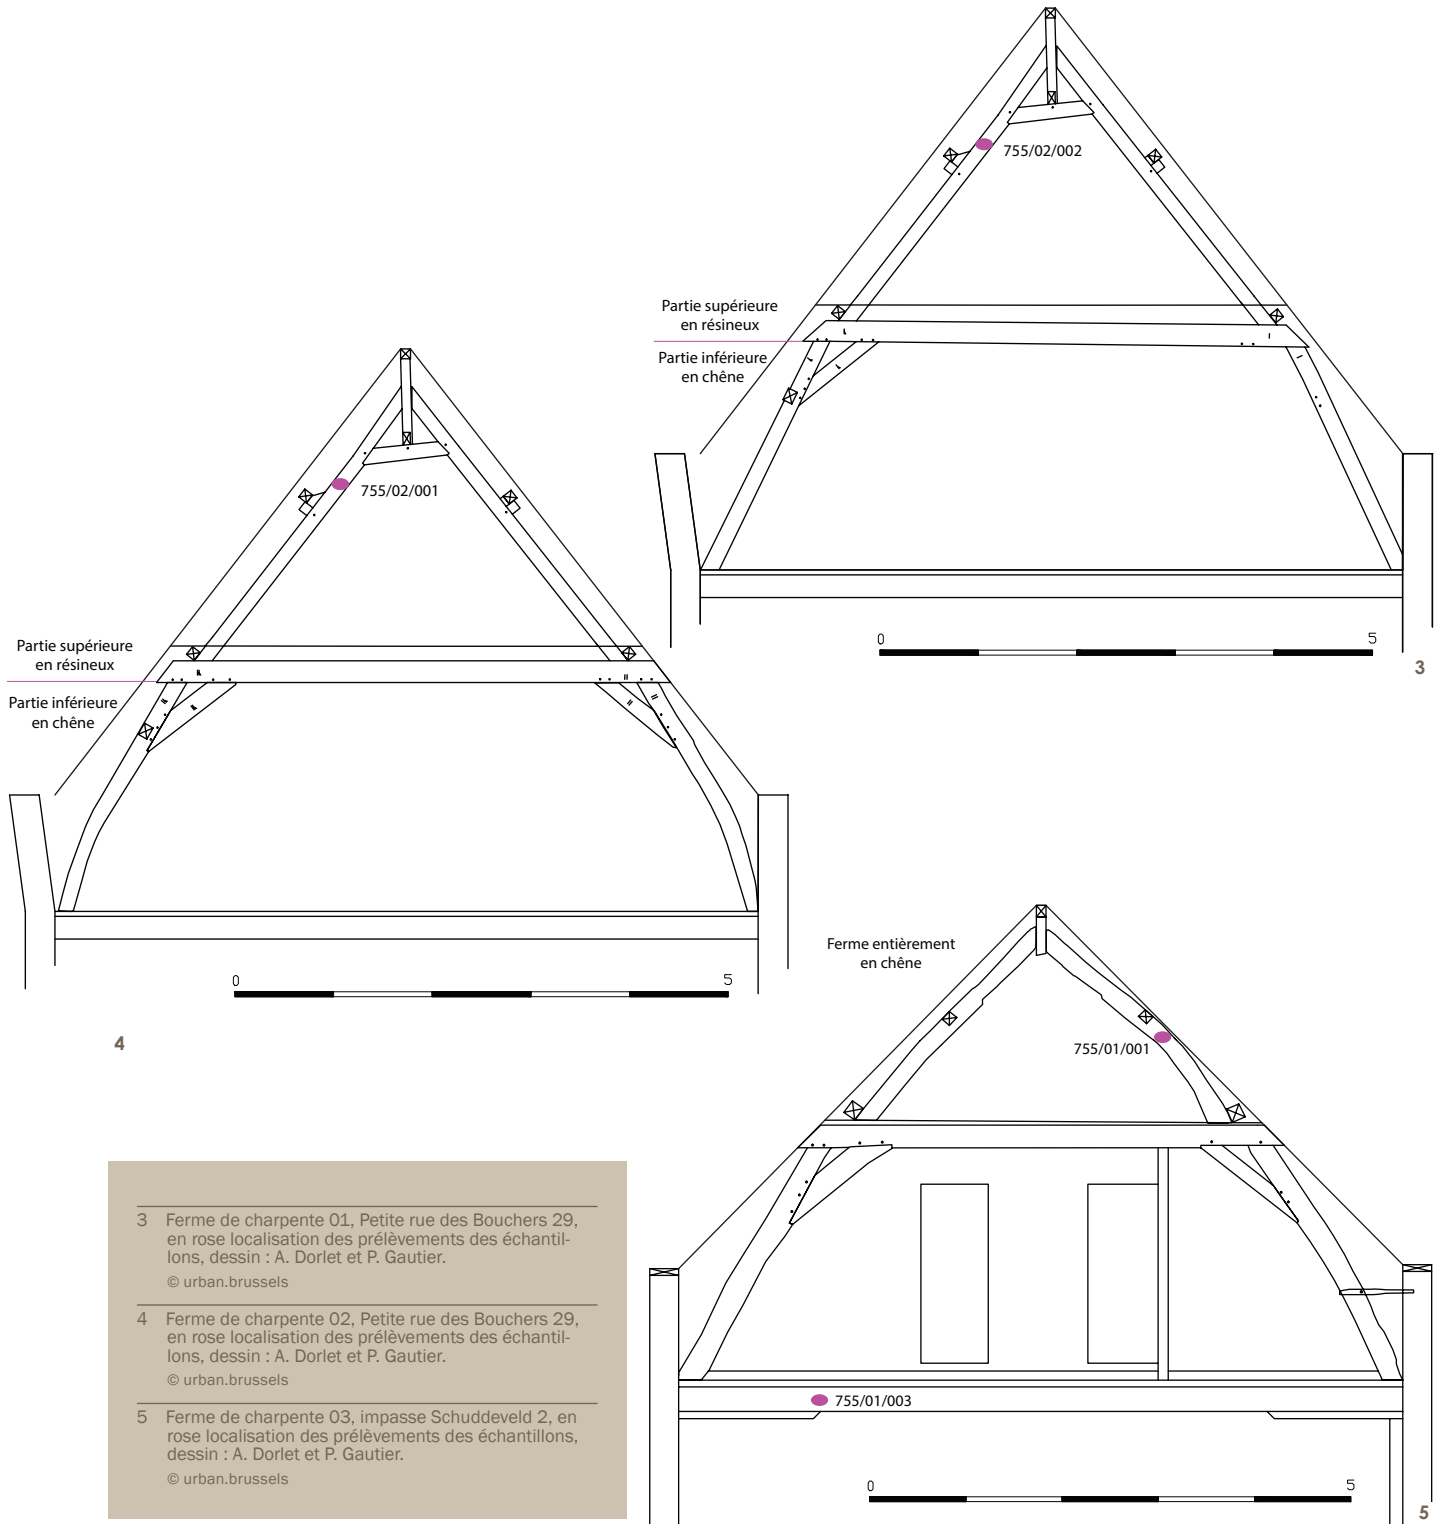 755/02/002
Partie supérieure
en résineux
Partie inférieure
en chêne
0 5
3
755/02/001
Partie supérieure
en résineux
Partie inférieure
en chêne
0 5
4
Ferme entièrement
en chêne
755/01/001
755/01/003
0 5
5
3 Ferme de charpente 01, Petite rue des Bouchers 29,
en rose localisation des prélèvements des échantil-
lons, dessin : A. Dorlet et P. Gautier.
© urban.brussels
4 Ferme de charpente 02, Petite rue des Bouchers 29,
en rose localisation des prélèvements des échantil-
lons, dessin : A. Dorlet et P. Gautier.
© urban.brussels
5 Ferme de charpente 03, impasse Schuddeveld 2, en
rose localisation des prélèvements des échantillons,
dessin : A. Dorlet et P. Gautier.
© urban.brussels